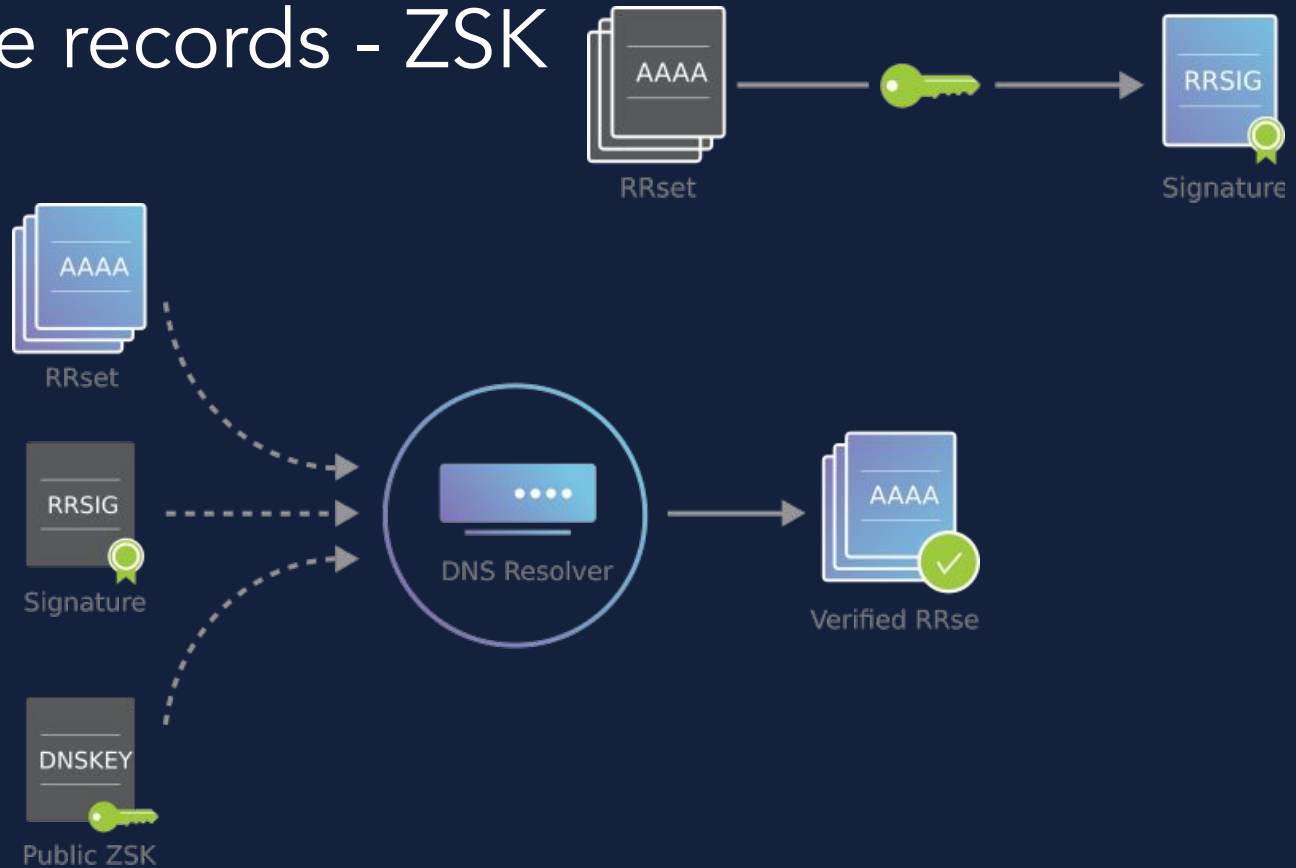 e records - ZSK
AAAA
RRset
RRSIG
Signature
AAAA
RRset
RRSIG
Signature
DNSKEY
Public ZSK
DNS Resolver
AAAA
Verified RRse